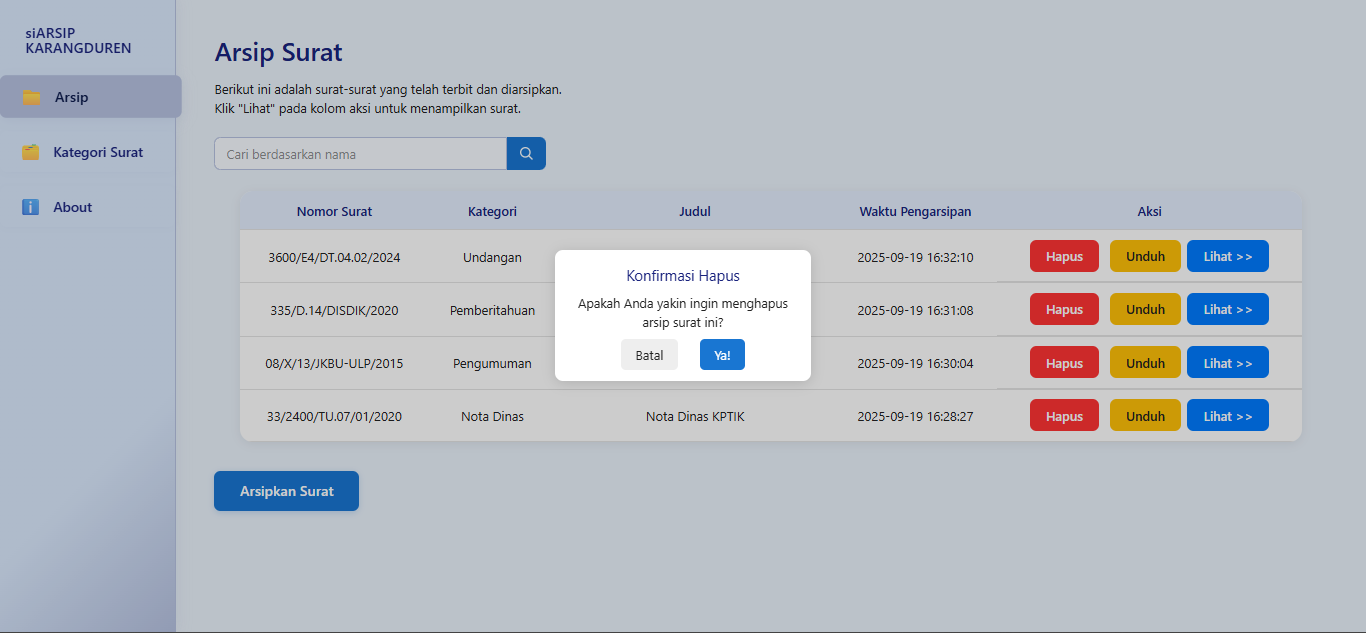 siARSIP
KARANGDUREN
Arsip
Kategori Surat
About
Arsip Surat
Berikut ini adalah surat-surat yang telah terbit dan diarsipkan.
Klik "Lihat" pada kolom aksi untuk menampilkan surat.
Cari berdasarkan nama
Nomor Surat Kategori Judul Waktu Pengarsipan Aksi
3600/E4/DT.04.02/2024 Undangan 2025-09-19 16:32:10 Hapus Unduh Lihat >>
335/D.14/DISDIK/2020 Pemberitahuan 2025-09-19 16:31:08 Hapus Unduh Lihat >>
08/X/13/JKBU-ULP/2015 Pengumuman 2025-09-19 16:30:04 Hapus Unduh Lihat >>
33/2400/TU.07/01/2020 Nota Dinas Nota Dinas KPTIK 2025-09-19 16:28:27 Hapus Unduh Lihat >>
Konfirmasi Hapus
Apakah Anda yakin ingin menghapus
arsip surat ini?
Batal Ya!
Arsipkan Surat